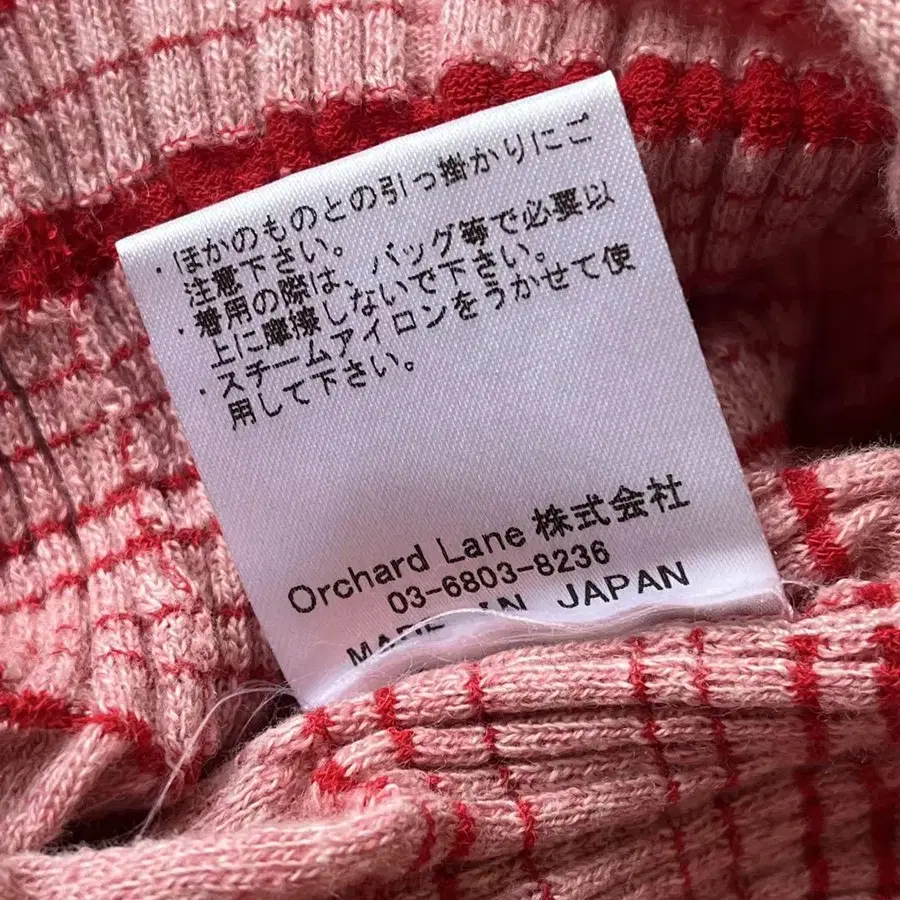 ・ほかのものとの引っ掛かりにご
注意下さい。
・着用の際は、バッグ等で必要以
上に摩擦しないで下さい。
・スチームアイロンをうかせて使
用して下さい。
Orchard Lane 株式会社
03-6803-8236
MADE IN JAPAN